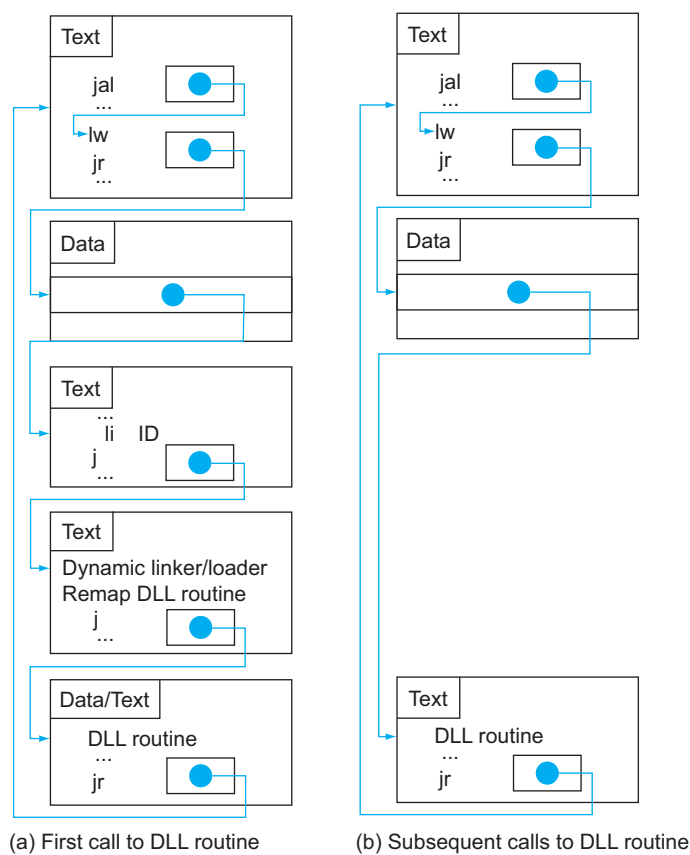 Text
jal
...
lw
jr
...
Data
Text
...
li ID
j
...
Text
Dynamic linker/loader
Remap DLL routine
j
...
Data/Text
DLL routine
...
jr
(a) First call to DLL routine
Text
jal
...
lw
jr
...
Data
Text
DLL routine
...
jr
(b) Subsequent calls to DLL routine